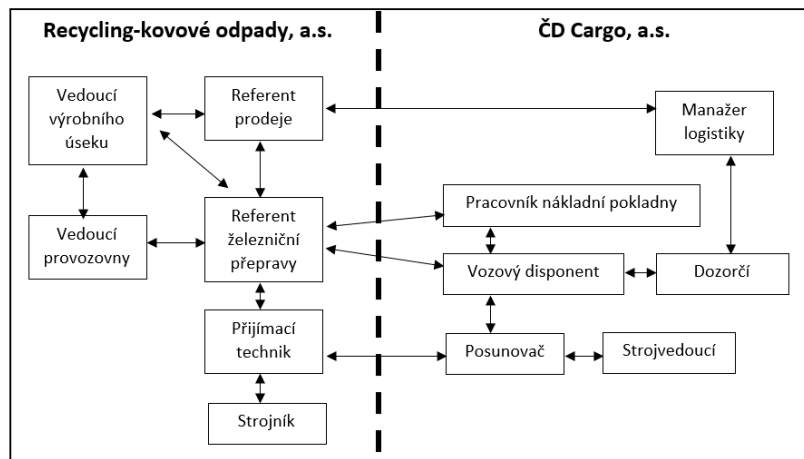 Recycling-kovové odpady, a.s.
Vedoucí
výrobního
úseku
Referent
prodeje
Vedoucí
provozovny
Referent
železniční
přepravy
Přijímací
technik
Strojník
ČD Cargo, a.s.
Manažer
logistiky
Pracovník nákladní pokladny
Vozový disponent
Dozorčí
Posunovač
Strojvedoucí